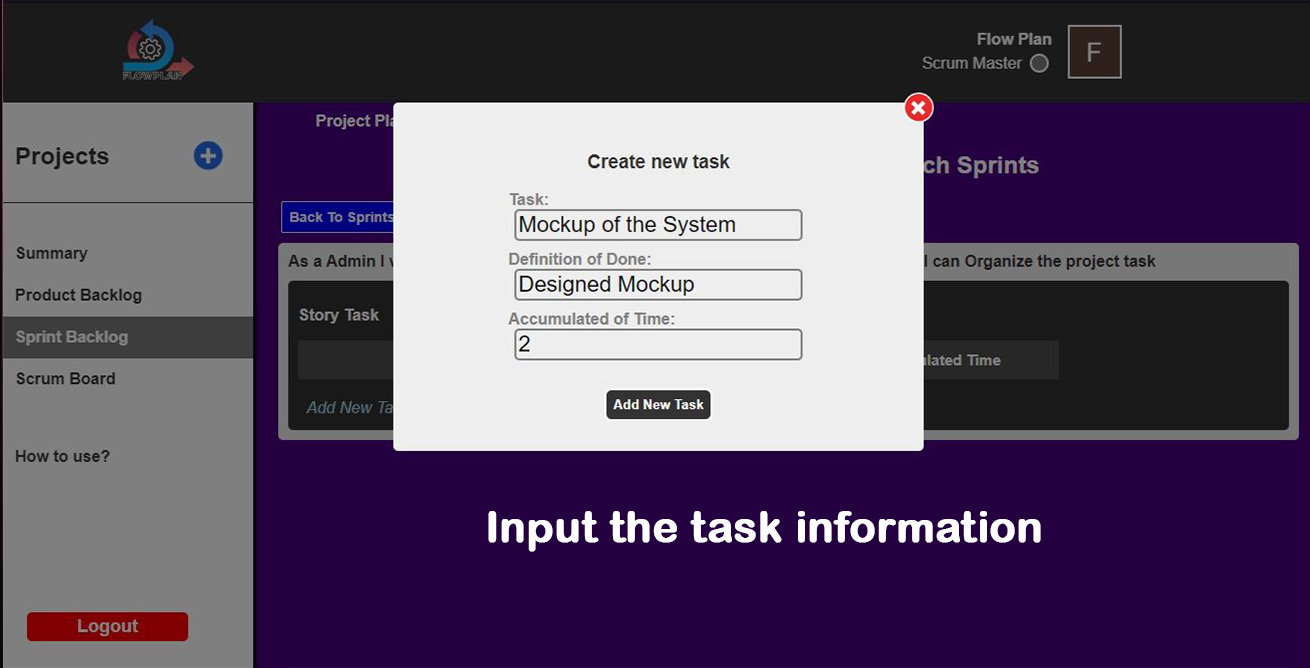 FLOWPLAN
Flow Plan
Scrum Master
F
Projects
Project Pla
ch Sprints
Create new task
Task:
Mockup of the System
Definition of Done:
Designed Mockup
Accumulated of Time:
2
Add New Task
Back To Sprints
As a Admin I
I can Organize the project task
Story Task
lated Time
Add New Ta
Summary
Product Backlog
Sprint Backlog
Scrum Board
How to use?
Input the task information
Logout